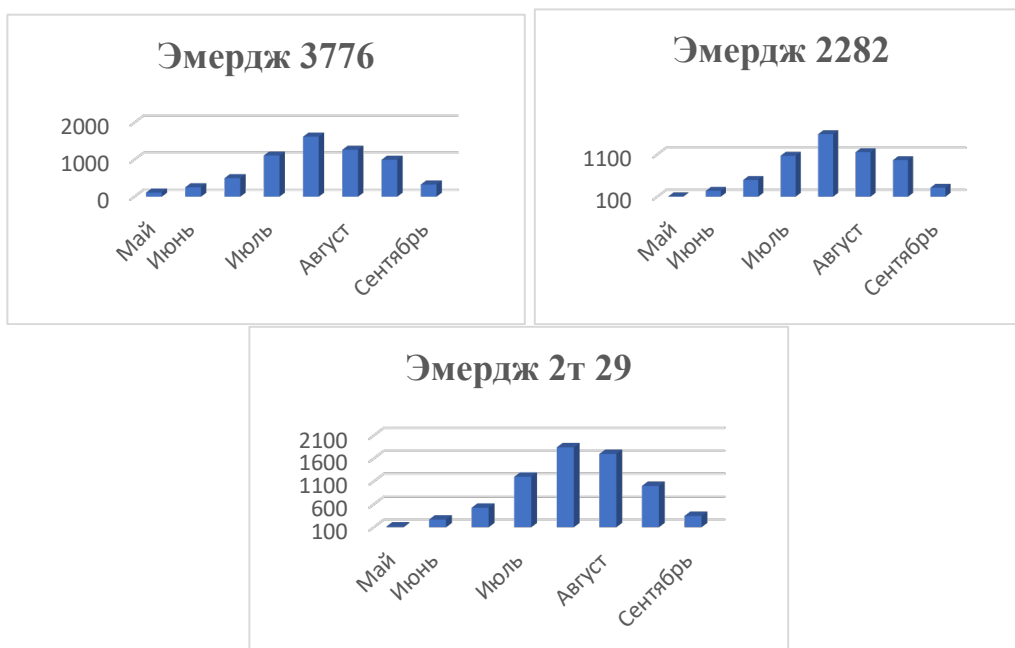 Эмердж 3776
2000
1000
0
Май
Июнь
Июль
Август
Сентябрь
Эмердж 2282
1100
100
Май
Июнь
Июль
Август
Сентябрь
Эмердж 2т 29
2100
1600
1100
600
100
Май
Июнь
Июль
Август
Сентябрь